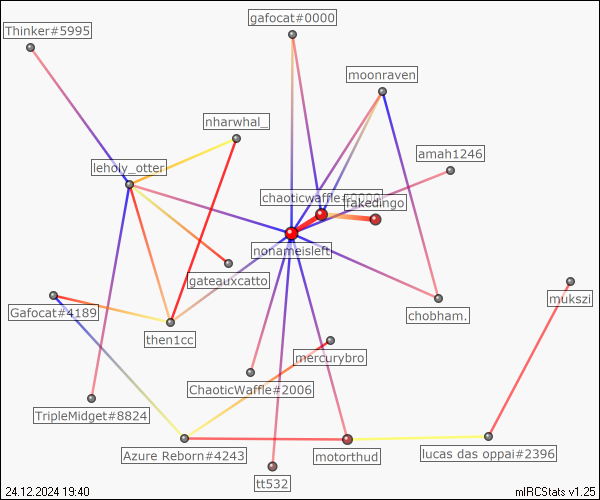 gafocat#0000
Thinker#5995
moonraven
nharwhal_
amah1246
leholy_otter
chaoticwaffle#0000
fakedingo
nonameisleft
gateauxcatto
mukszi
Gafocat#4189
chobham.
then1cc
mercurybro
ChaoticWaffle#2006
TripleMidget#8824
Azure Reborn#4243
motorthud
lucas das oppai#2396
tt532
24.12.2024 19:40
mIRCStats v1.25